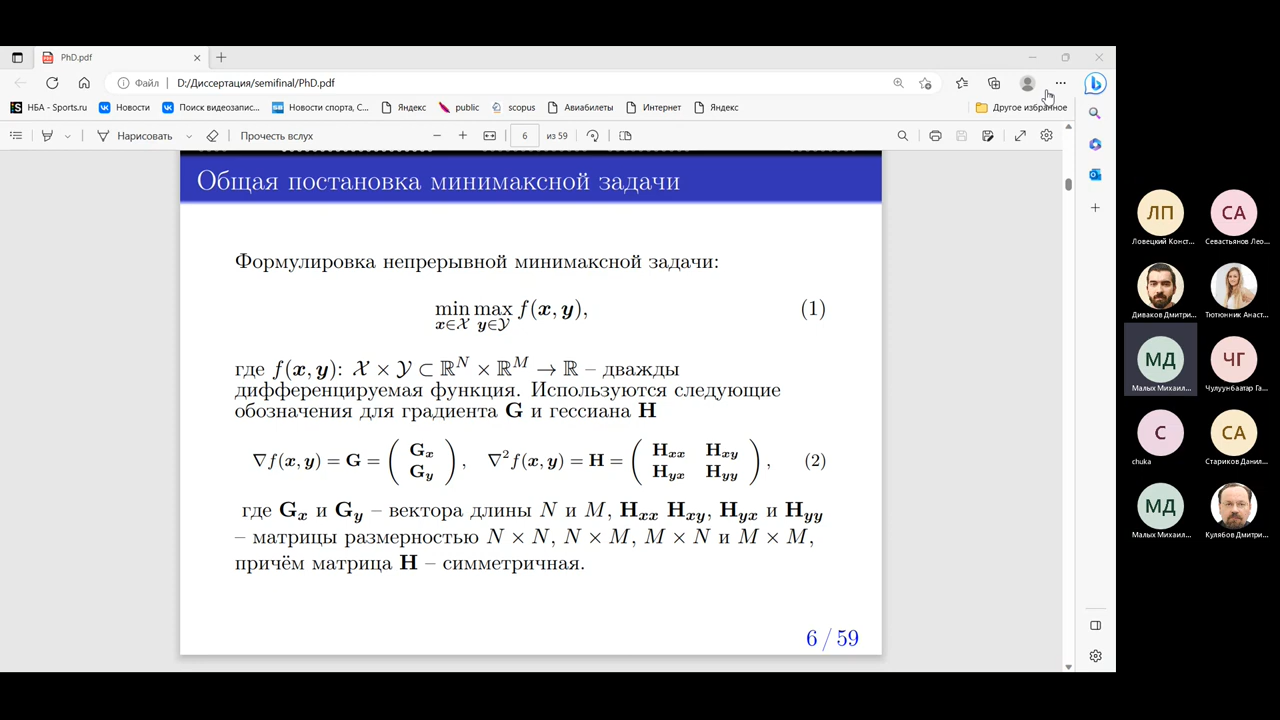 PhD.pdf
Файл D:/Диссертация/semifinal/PhD.pdf
НБА - Sports.ru Новости Поиск видеозапис... Новости спорта, С... Яндекс public scopus Авиабилеты Интернет Яндекс Другое избранное
Нарисовать Прочесть вслух 6 из 59
Общая постановка минимаксной задачи
Формулировка непрерывной минимаксной задачи:
min max f(x, y), (1)
x∈𝒳 y∈𝒴
где f(x, y): 𝒳 × 𝒴 ⊂ ℝ^N × ℝ^M → ℝ – дважды
дифференцируемая функция. Используются следующие
обозначения для градиента G и гессиана H
∇f(x, y) = G = ( G_x G_y ), ∇²f(x, y) = H = ( H_xx H_xy H_yx H_yy ), (2)
где G_x и G_y – вектора длины N и M, H_xx H_xy, H_yx и H_yy
– матрицы размерностью N × N, N × M, M × N и M × M,
причём матрица H – симметричная.
6 / 59
ЛП СА
Ловецкий Конст... Севастьянов Лео...
Диваков Дмитри... Тютюнник Анаст...
МД ЧГ
Малых Михаил... Чулуунбаатар Га...
С СА
chuka Стариков Данил...
МД
Малых Михаил... Кулябов Дмитри...